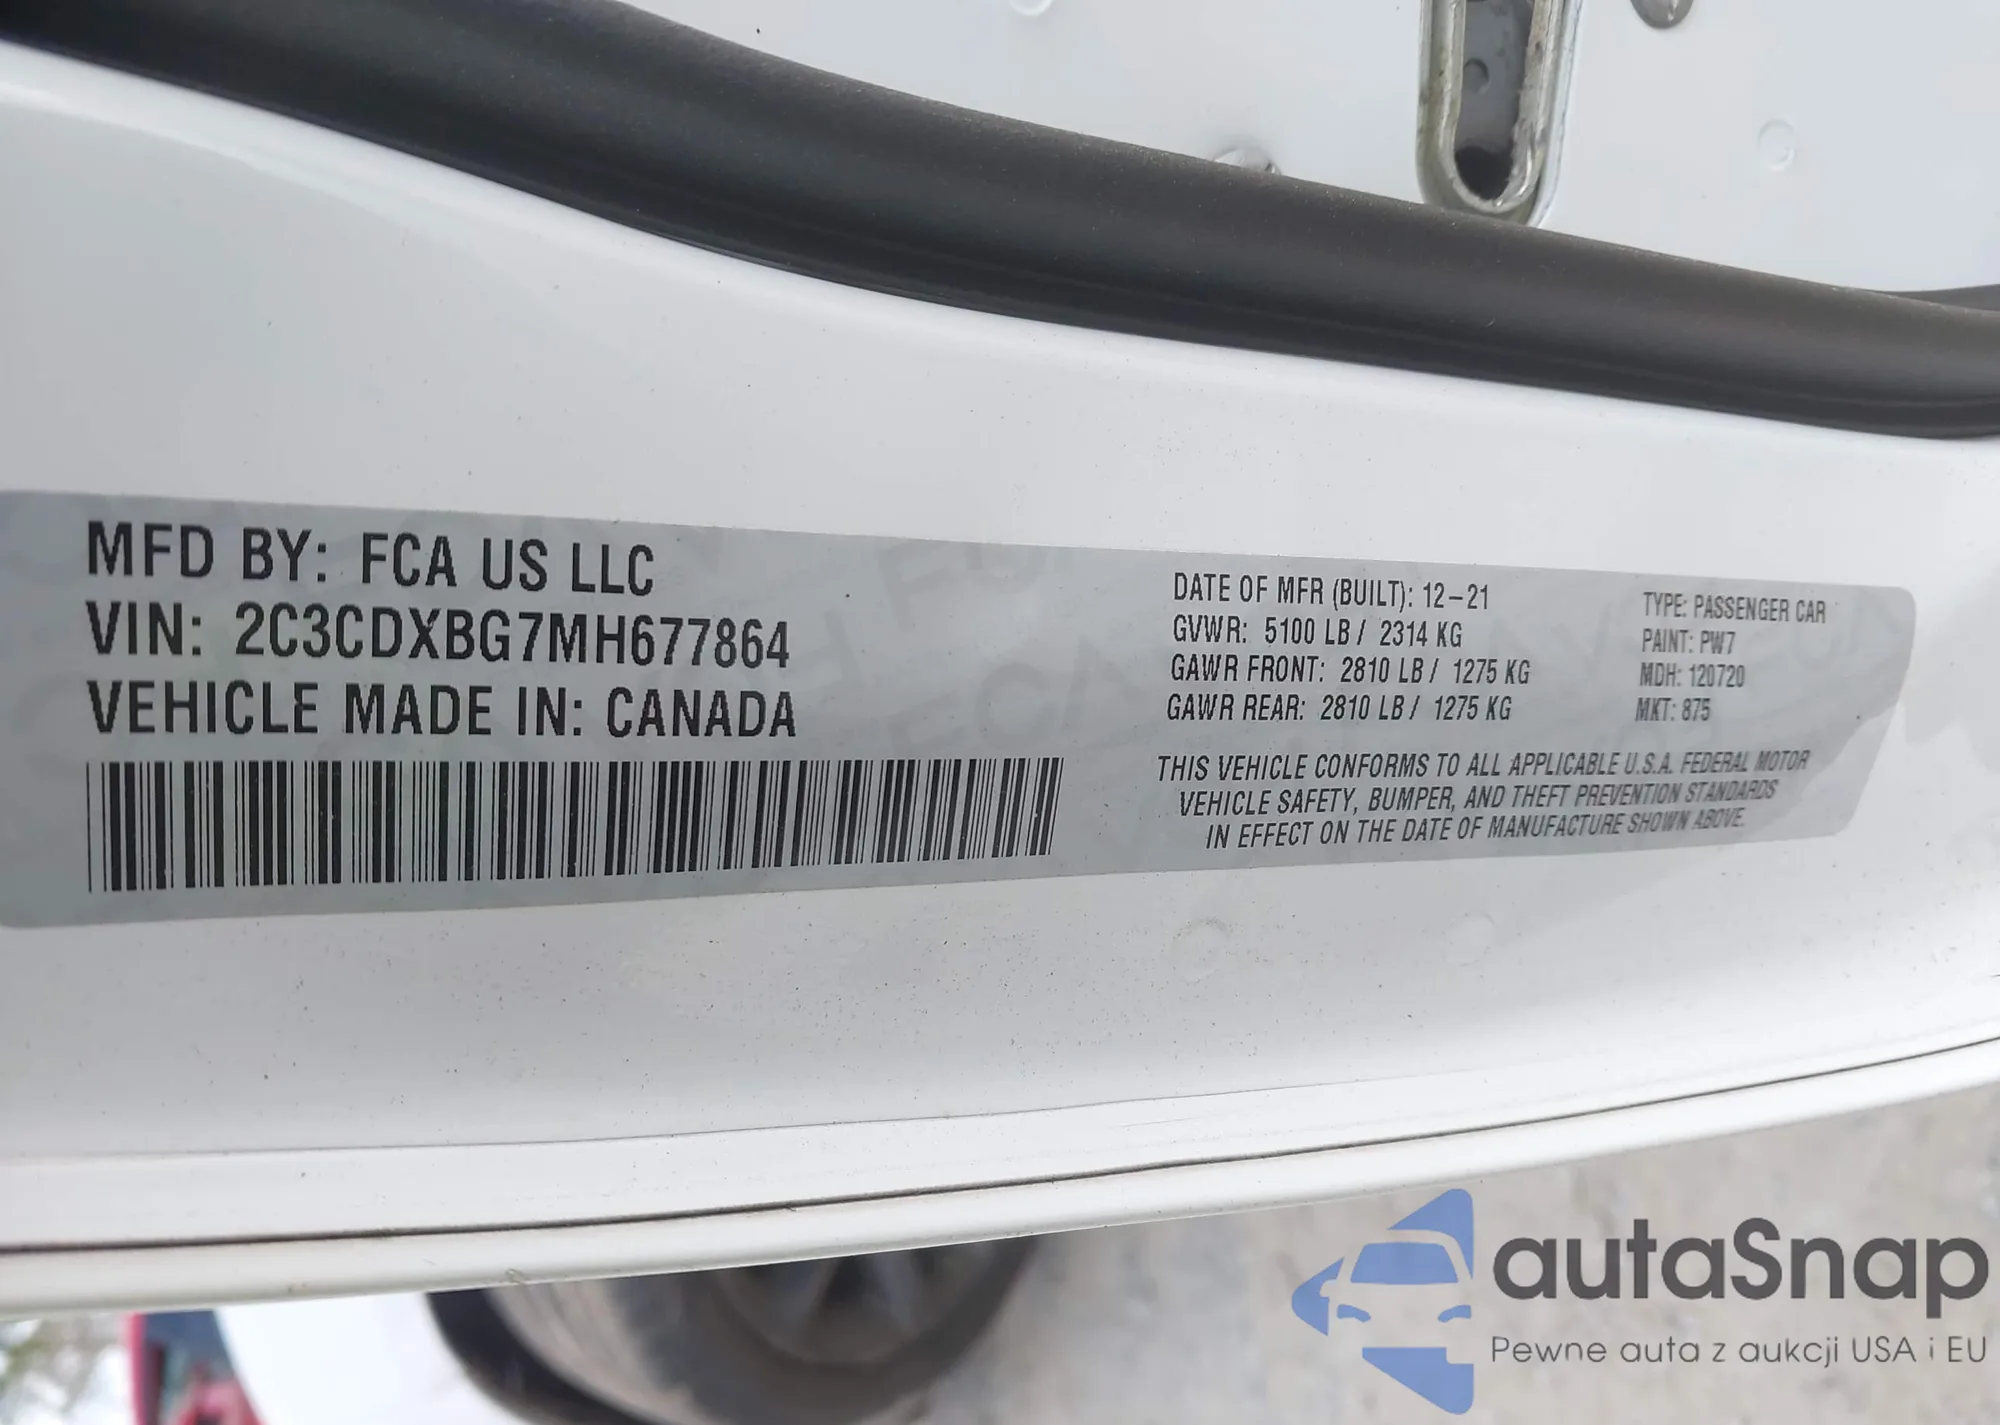 MFD BY: FCA US LLC
VIN: 2C3CDXBG7MH677864
VEHICLE MADE IN: CANADA
DATE OF MFR (BUILT): 12-21
GVWR: 5100 LB / 2314 KG
GAWR FRONT: 2810 LB / 1275 KG
GAWR REAR: 2810 LB / 1275 KG
TYPE: PASSENGER CAR
PAINT: PW7
MDH: 120720
MKT: 875
THIS VEHICLE CONFORMS TO ALL APPLICABLE U.S.A. FEDERAL MOTOR
VEHICLE SAFETY, BUMPER, AND THEFT PREVENTION STANDARDS
IN EFFECT ON THE DATE OF MANUFACTURE SHOWN ABOVE.
autaSnap
Pewne auta z aukcji USA i EU